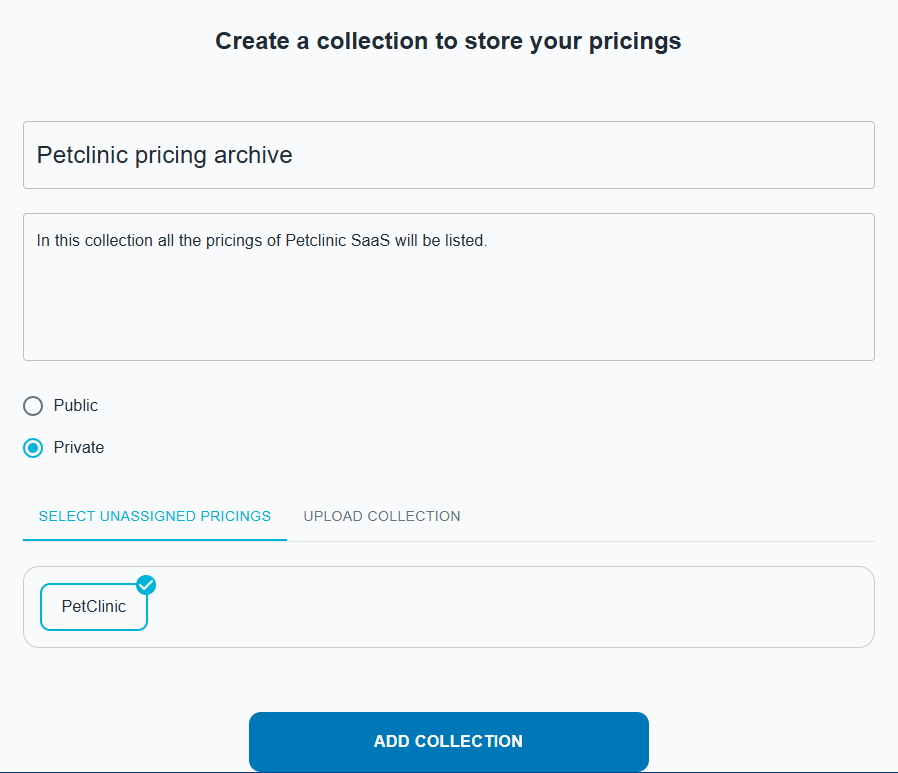 Create a collection to store your pricings
Petclinic pricing archive
In this collection all the pricings of Petclinic SaaS will be listed.
Public
Private
SELECT UNASSIGNED PRICINGS
UPLOAD COLLECTION
PetClinic
ADD COLLECTION